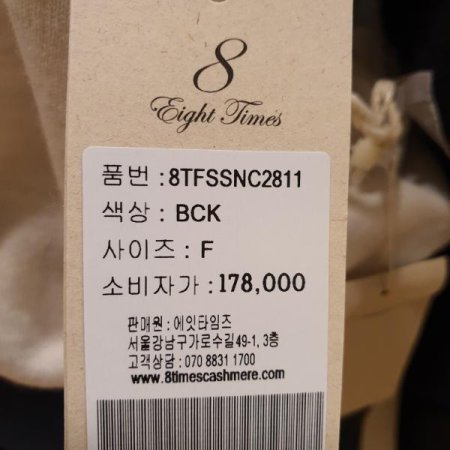 8
Eight Times
품번 : 8TFSSNC2811
색상 : BCK
사이즈 : F
소비자가 : 178,000
판매원 : 에잇타임즈
서울강남구가로수길49-1, 3층
고객상담 : 070 8831 1700
www.8timescashmere.com